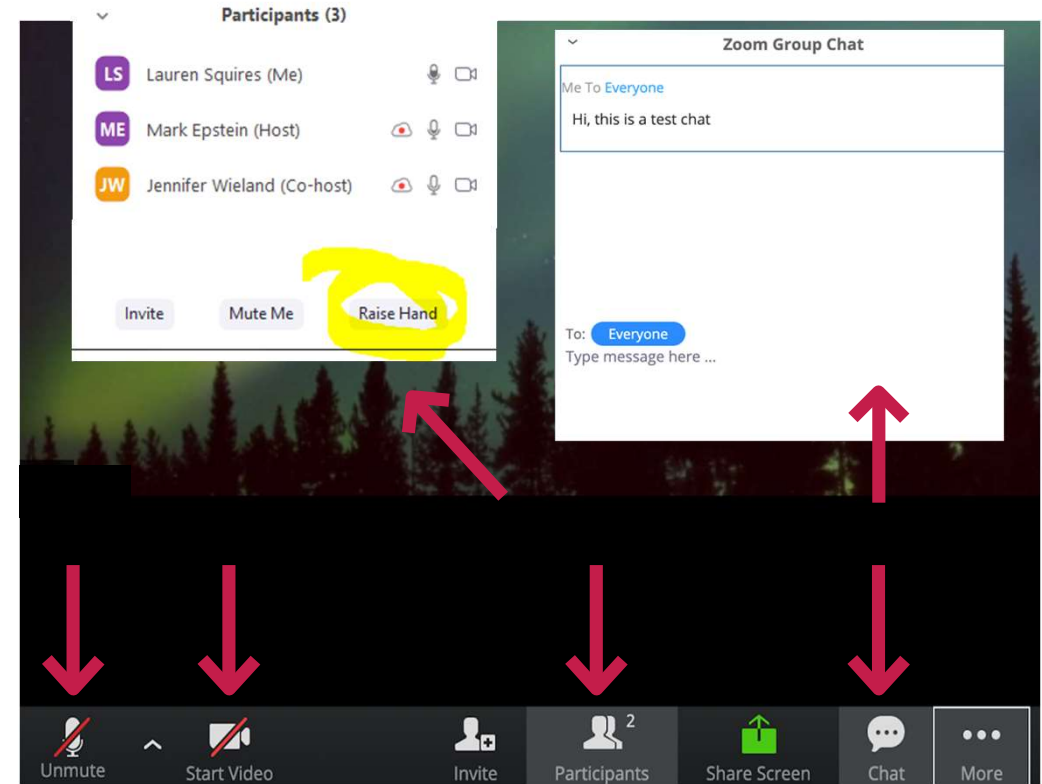 Participants (3)
LS Lauren Squires (Me)
ME Mark Epstein (Host)
JW Jennifer Wieland (Co-host)
Invite Mute Me Raise Hand
Zoom Group Chat
Me To Everyone
Hi, this is a test chat
To: Everyone
Type message here ...
2
Unmute Start Video Invite Participants Share Screen Chat More